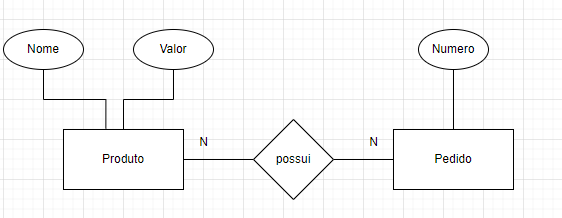 Nome
Valor
Numero
N
N
Produto
possui
Pedido